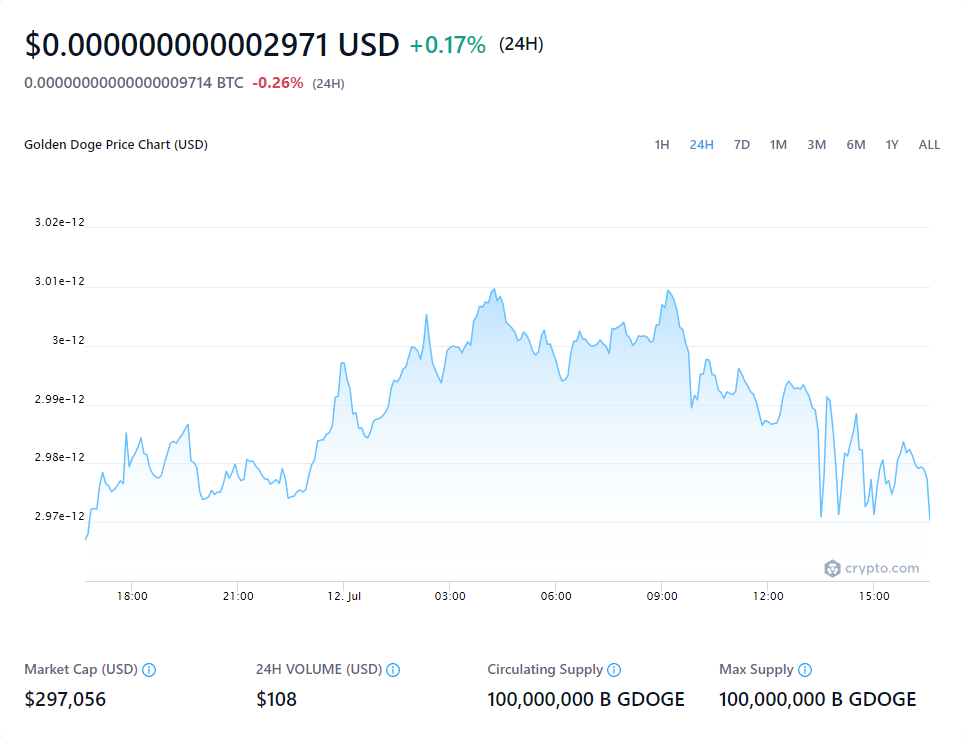 $0.000000000002971 USD +0.17% (24H)
0.00000000000000009714 BTC -0.26% (24H)
Golden Doge Price Chart (USD) 1H 24H 7D 1M 3M 6M 1Y ALL
3.02e-12
3.01e-12
3e-12
2.99e-12
2.98e-12
2.97e-12
crypto.com
18:00 21:00 12. Jul 03:00 06:00 09:00 12:00 15:00
Market Cap (USD) 24H VOLUME (USD) Circulating Supply Max Supply
$297,056 $108 100,000,000 B GDOGE 100,000,000 B GDOGE